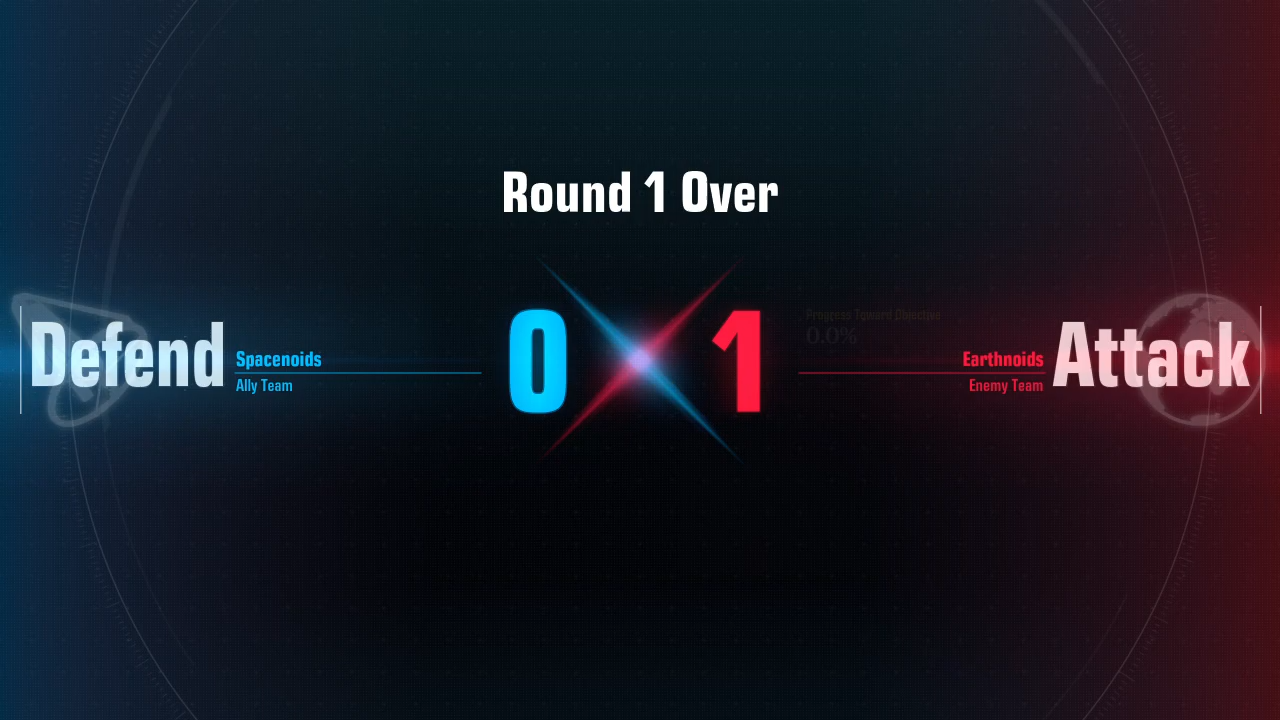 Round 1 Over
Defend
Spacenoids
Ally Team
0
1
Progress Toward Objective
0.0%
Earthnoids
Enemy Team
Attack